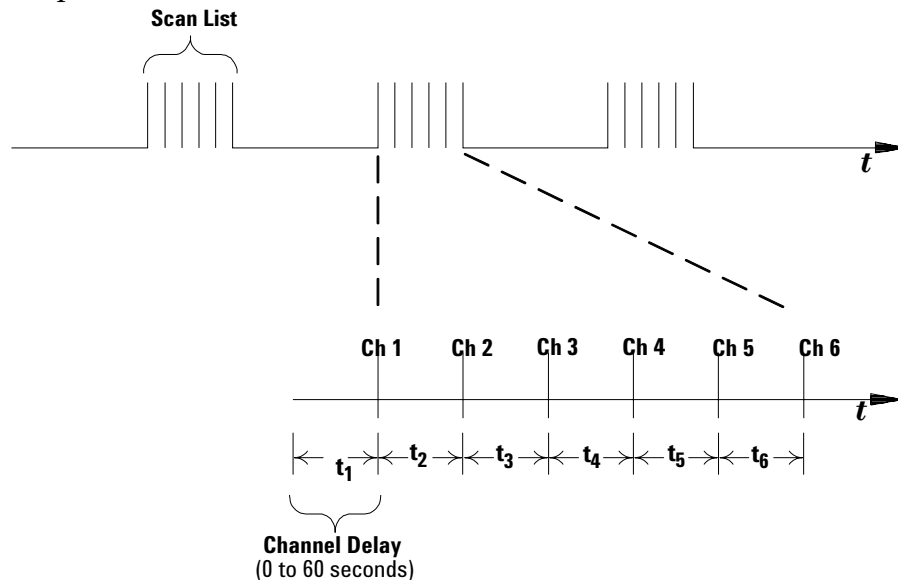 Scan List
t
Ch 1 Ch 2 Ch 3 Ch 4 Ch 5 Ch 6
t
t1 t2 t3 t4 t5 t6
Channel Delay
(0 to 60 seconds)